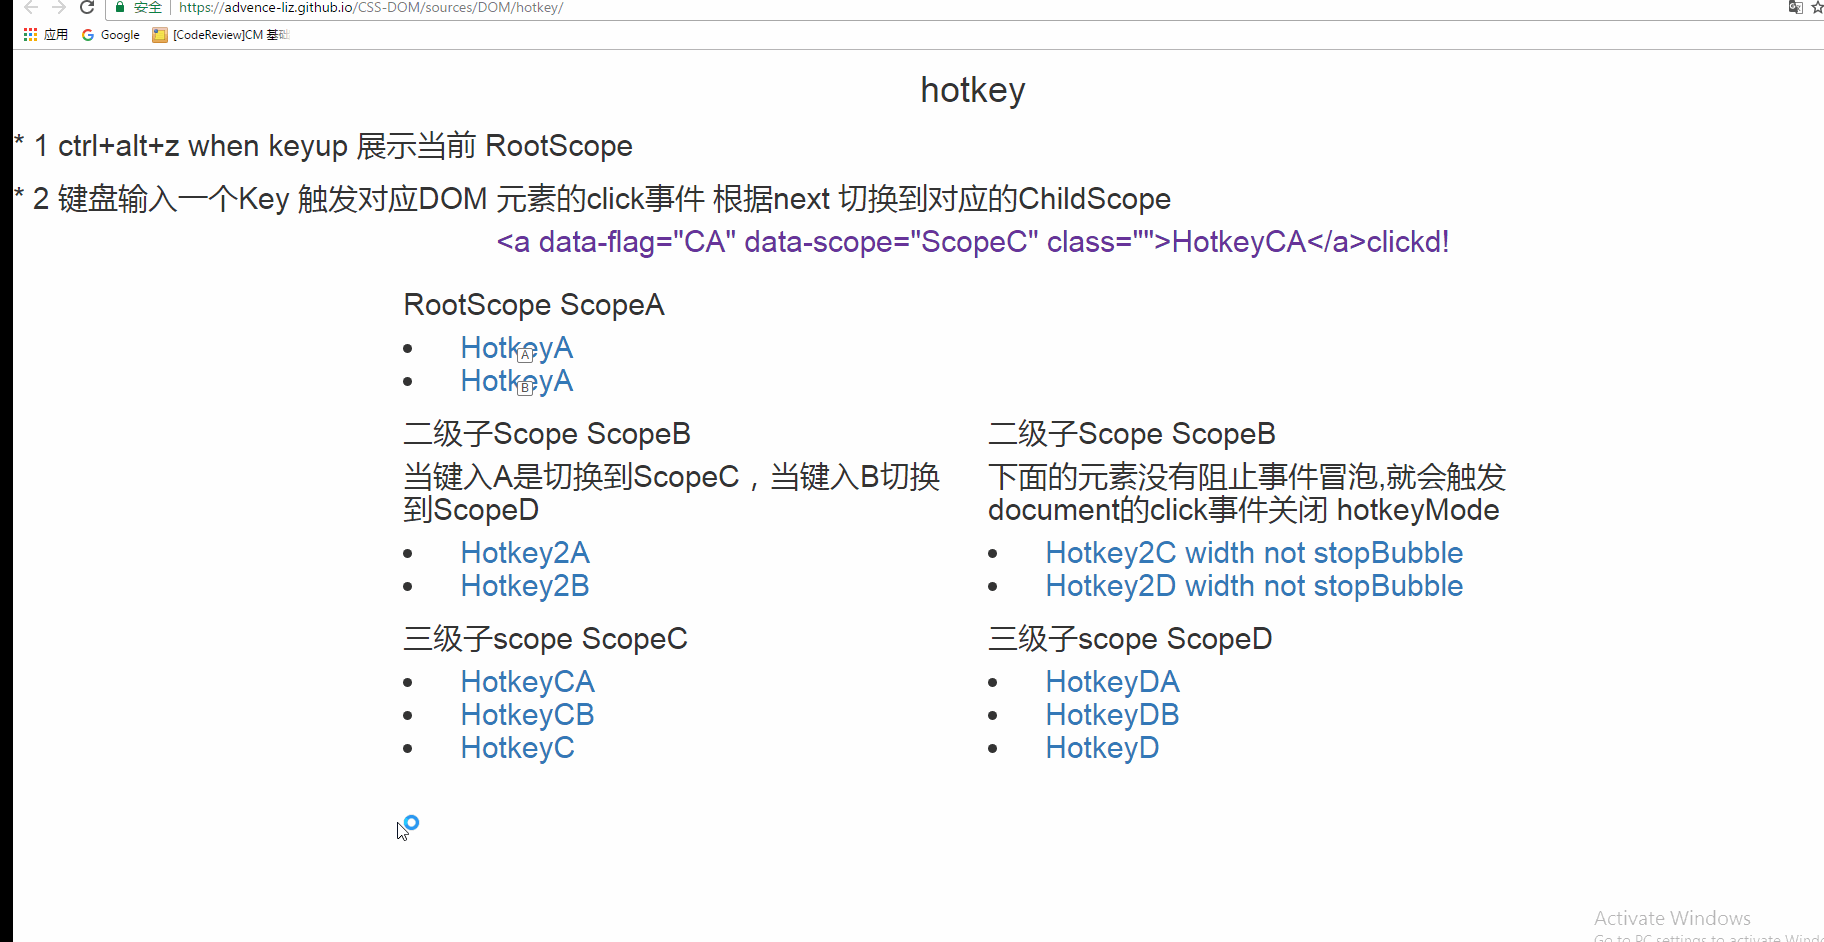 安全 https://advence-liz.github.io/CSS-DOM/sources/DOM/hotkey/
应用 Google [CodeReview]CM 基础
hotkey
* 1 ctrl+alt+z when keyup 展示当前 RootScope
* 2 键盘输入一个Key 触发对应DOM 元素的click事件 根据next 切换到对应的ChildScope
<a data-flag="CA" data-scope="ScopeC" class="">HotkeyCA</a>clickd!
RootScope ScopeA
• HotkeyA
A
• HotkeyA
B
二级子Scope ScopeB
当键入A是切换到ScopeC，当键入B切换
到ScopeD
• Hotkey2A
• Hotkey2B
二级子Scope ScopeB
下面的元素没有阻止事件冒泡,就会触发
document的click事件关闭 hotkeyMode
• Hotkey2C width not stopBubble
• Hotkey2D width not stopBubble
三级子scope ScopeC
• HotkeyCA
• HotkeyCB
• HotkeyC
三级子scope ScopeD
• HotkeyDA
• HotkeyDB
• HotkeyD
Activate Windows
Go to PC settings to activate Windo